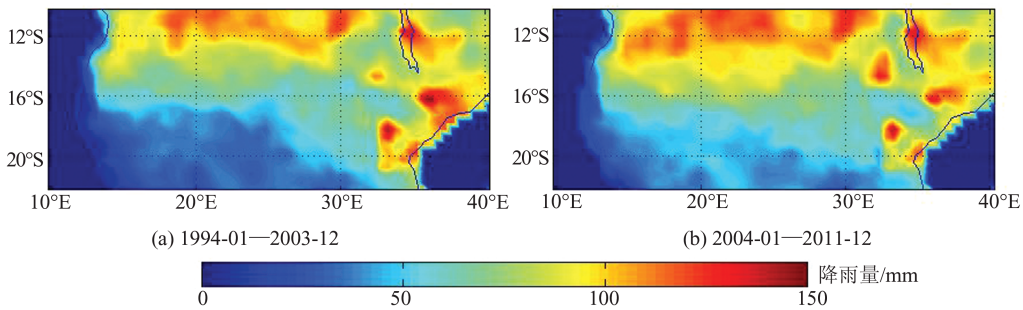 12°S 12°S
16°S 16°S
20°S 20°S
10°E 20°E 30°E 40°E 10°E 20°E 30°E 40°E
(a) 1994-01—2003-12 (b) 2004-01—2011-12
降雨量/mm
0 50 100 150